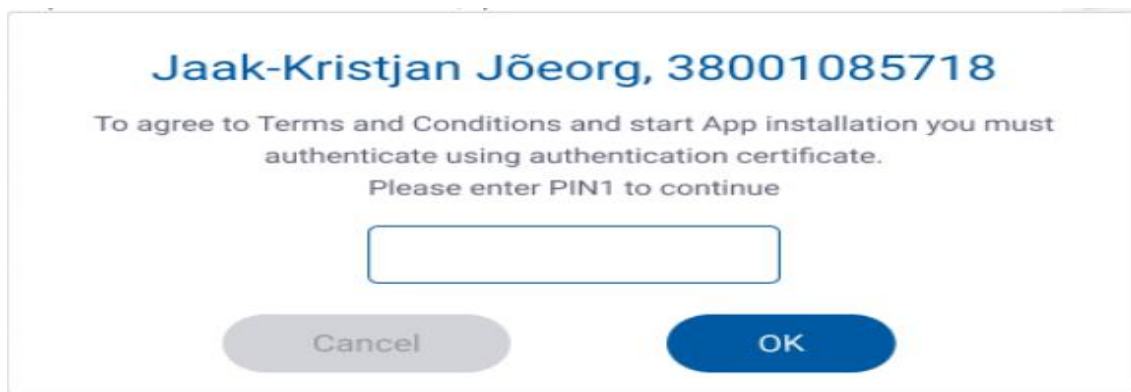 Jaak-Kristjan Jõeorg, 38001085718
To agree to Terms and Conditions and start App installation you must
authenticate using authentication certificate.
Please enter PIN1 to continue
Cancel
OK